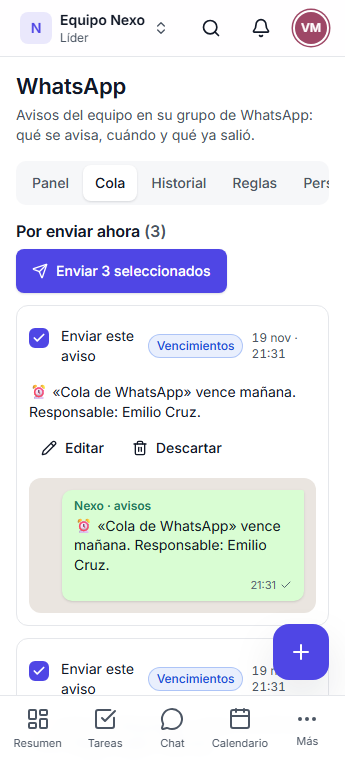 N
Equipo Nexo
Líder
VM
WhatsApp
Avisos del equipo en su grupo de WhatsApp:
qué se avisa, cuándo y qué ya salió.
Panel Cola Historial Reglas Pers
Por enviar ahora (3)
Enviar 3 seleccionados
Enviar este
aviso
Vencimientos
19 nov ·
21:31
⏰ «Cola de WhatsApp» vence mañana.
Responsable: Emilio Cruz.
Editar Descartar
Nexo · avisos
⏰ «Cola de WhatsApp» vence
mañana. Responsable: Emilio
Cruz.
21:31 ✓
Enviar este
aviso
Vencimientos
19
21:31
Resumen Tareas Chat Calendario Más